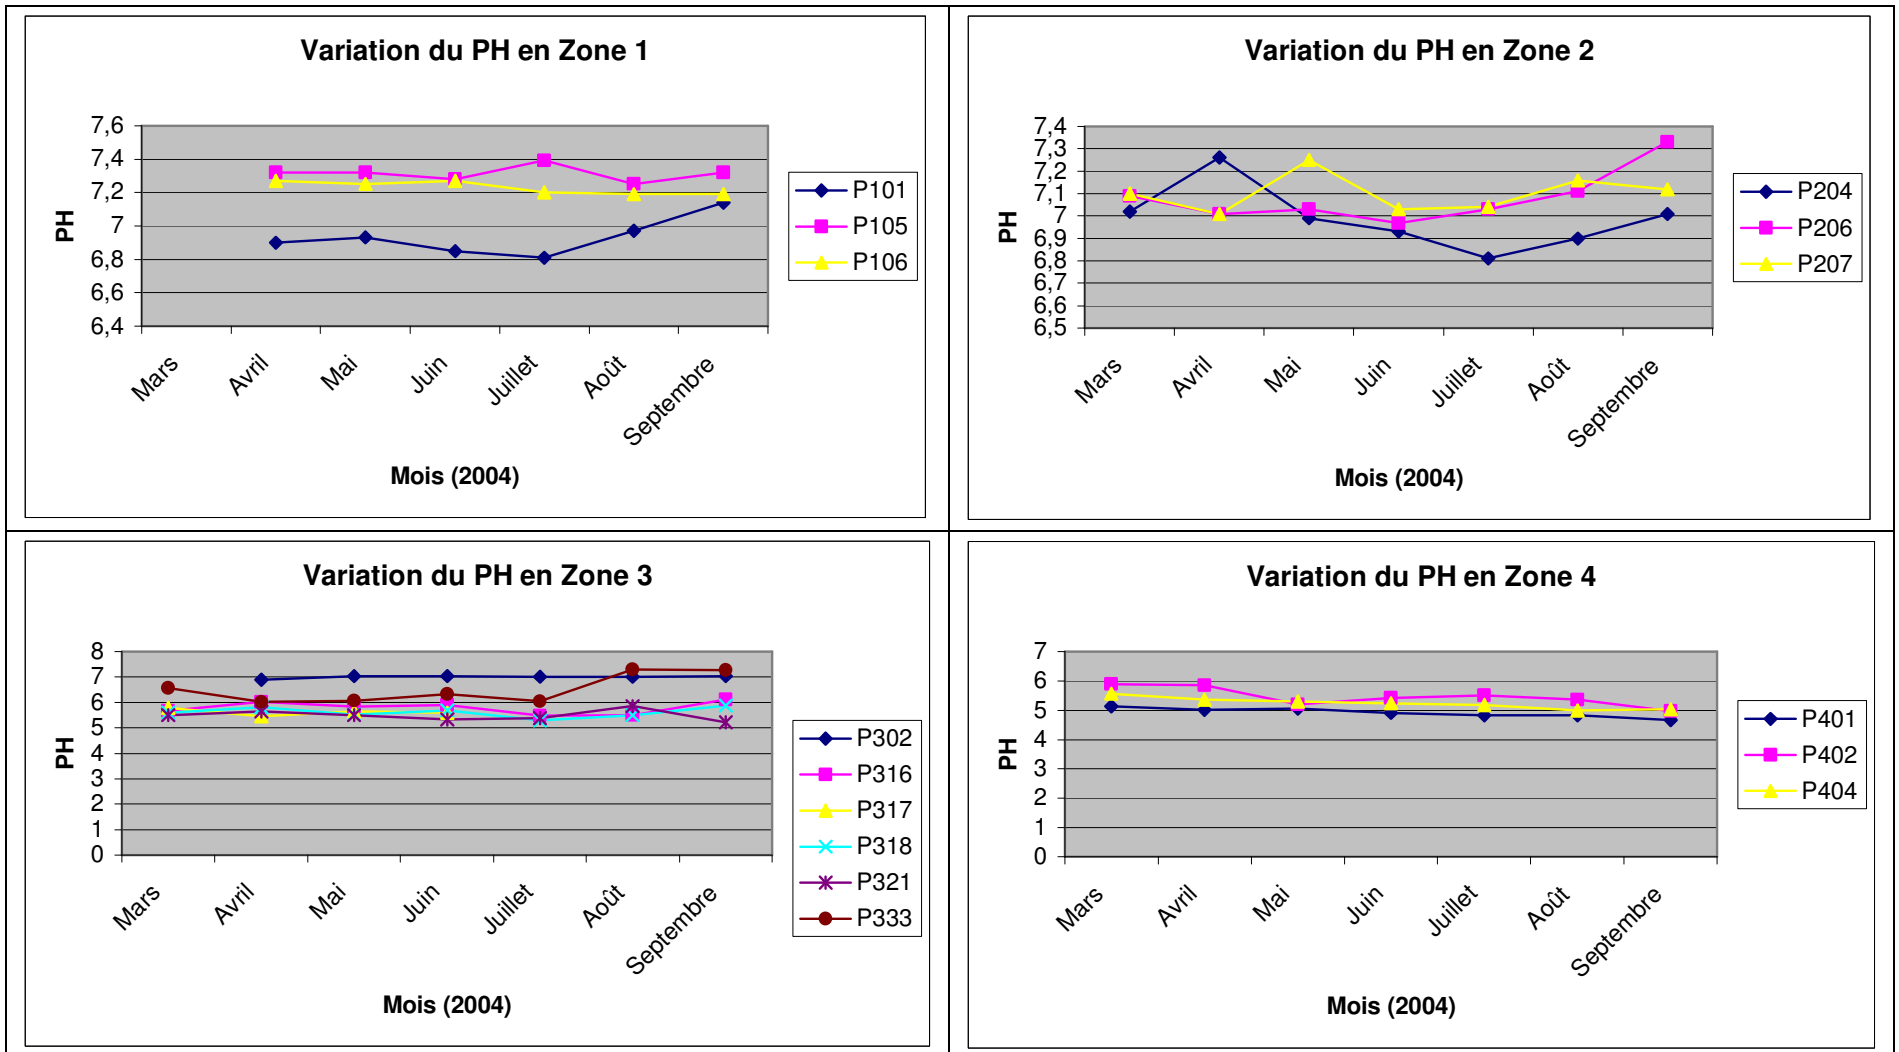 Variation du PH en Zone 1
7,6
7,4
7,2
7
6,8
6,6
6,4
PH
Mars
Avril
Mai
Juin
Juillet
Août
Septembre
Mois (2004)
P101
P105
P106
Variation du PH en Zone 2
7,4
7,3
7,2
7,1
7
6,9
6,8
6,7
6,6
6,5
PH
Mars
Avril
Mai
Juin
Juillet
Août
Septembre
Mois (2004)
P204
P206
P207
Variation du PH en Zone 3
8
7
6
5
4
3
2
1
0
PH
Mars
Avril
Mai
Juin
Juillet
Août
Septembre
Mois (2004)
P302
P316
P317
P318
P321
P333
Variation du PH en Zone 4
7
6
5
4
3
2
1
0
PH
Mars
Avril
Mai
Juin
Juillet
Août
Septembre
Mois (2004)
P401
P402
P404